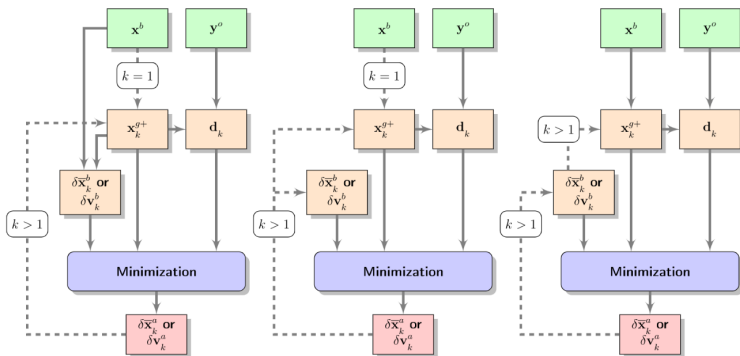 x^b y^o
k = 1
x_k^{g+} d_k
δx̅_k^b or
δv_k^b
k > 1
Minimization
δx̅_k^a or
δv_k^a
x^b y^o
k = 1
x_k^{g+} d_k
δx̅_k^b or
δv_k^b
k > 1
Minimization
δx̅_k^a or
δv_k^a
x^b y^o
k > 1
x_k^{g+} d_k
δx̅_k^b or
δv_k^b
k > 1
Minimization
δx̅_k^a or
δv_k^a